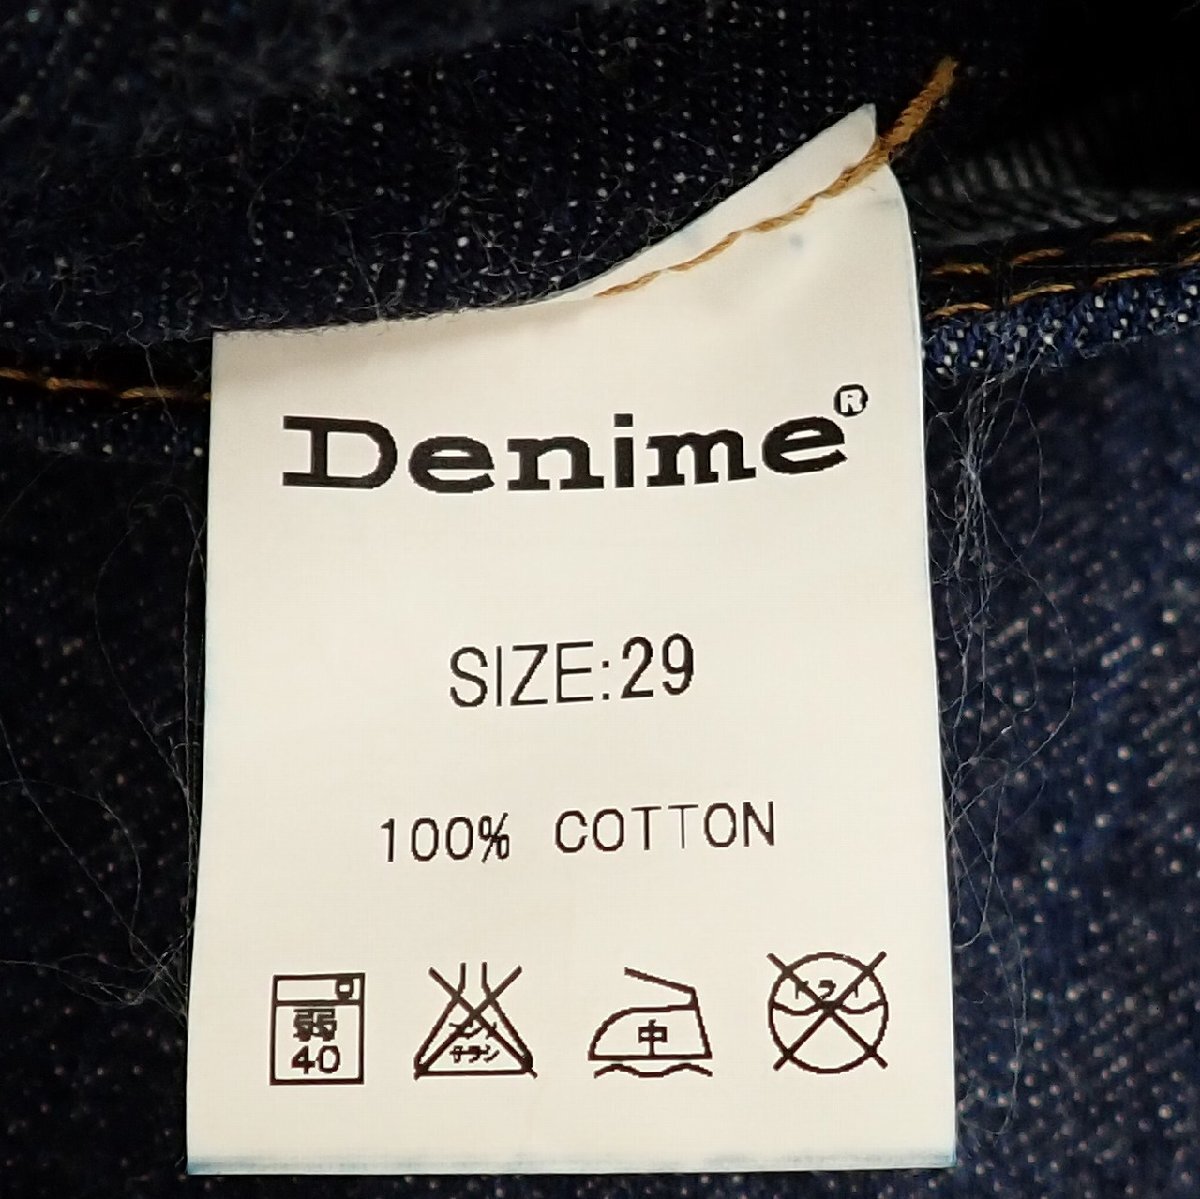 Denime®
SIZE:29
100% COTTON
弱 中
40